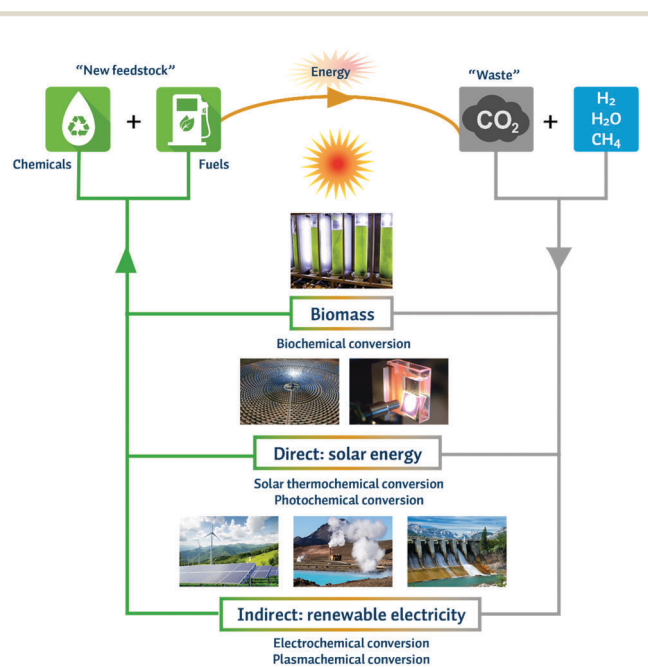 “New feedstock”
Energy
“Waste”
+
CO₂
+
H₂
H₂O
CH₄
Chemicals
Fuels
Biomass
Biochemical conversion
Direct: solar energy
Solar thermochemical conversion
Photochemical conversion
Indirect: renewable electricity
Electrochemical conversion
Plasmachemical conversion